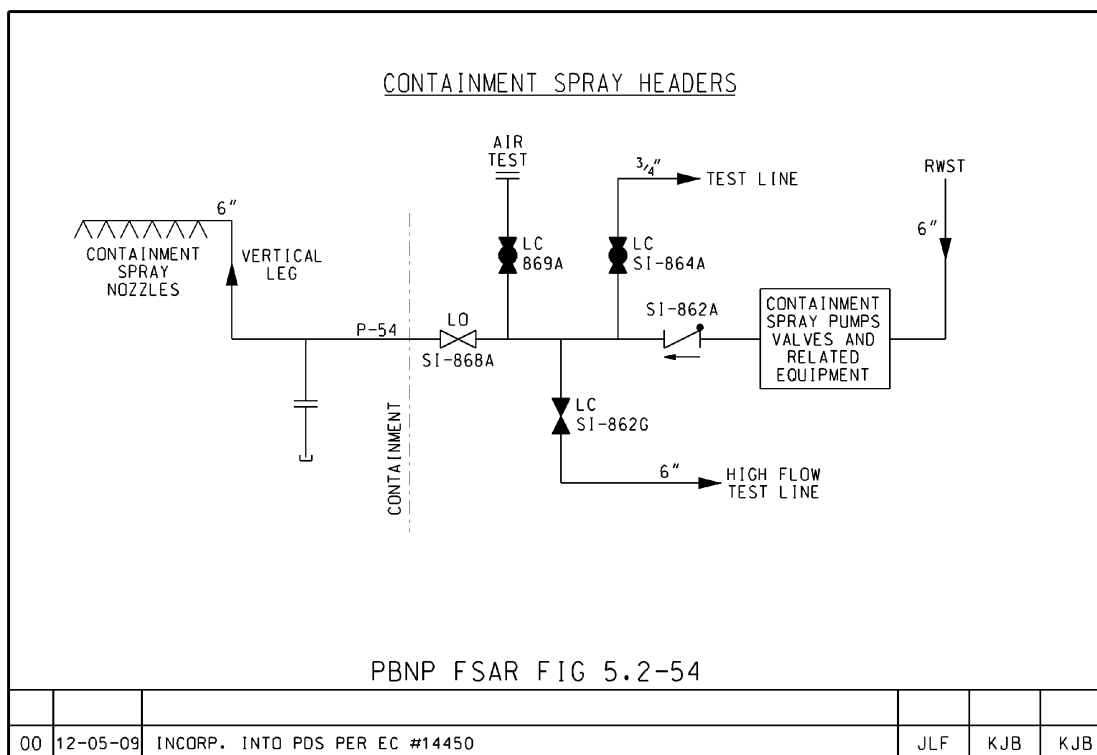 CONTAINMENT SPRAY HEADERS
AIR
TEST
3/4"
TEST LINE
RWST
6"
6"
CONTAINMENT
SPRAY
NOZZLES
VERTICAL
LEG
LC
869A
LC
SI-864A
SI-862A
CONTAINMENT
SPRAY PUMPS
VALVES AND
RELATED
EQUIPMENT
P-54
LO
SI-868A
LC
SI-862G
CONTAINMENT
6"
HIGH FLOW
TEST LINE
PBNP FSAR FIG 5.2-54
00 12-05-09 INCORP. INTO PDS PER EC #14450 JLF KJB KJB